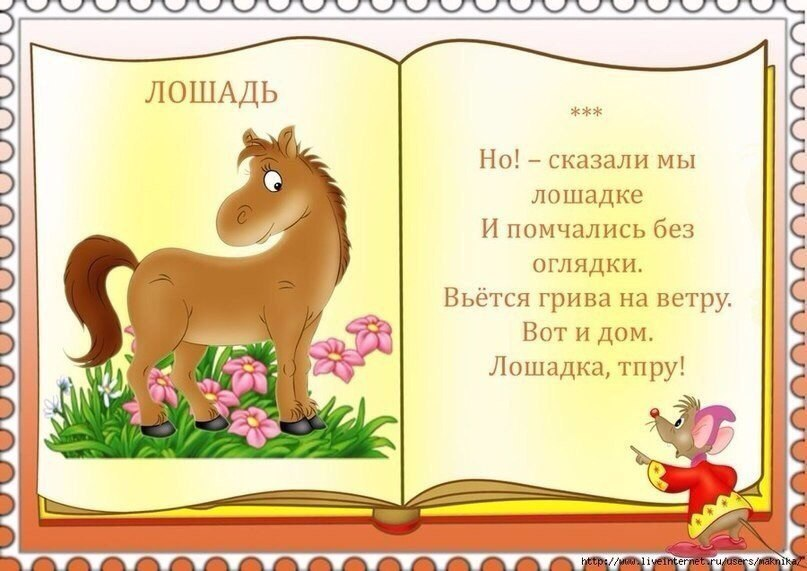 ЛОШАДЬ
***
Но! – сказали мы
лошадке
И помчались без
оглядки.
Вьётся грива на ветру.
Вот и дом.
Лошадка, тпру!
http://www.liveinternet.ru/users/maknika/